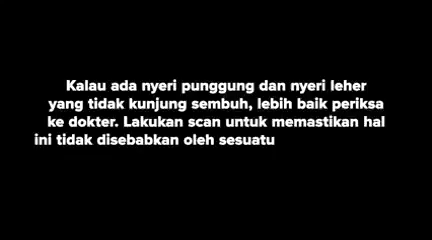 Kalau ada nyeri punggung dan nyeri leher
yang tidak kunjung sembuh, lebih baik periksa
ke dokter. Lakukan scan untuk memastikan hal
ini tidak disebabkan oleh sesuatu